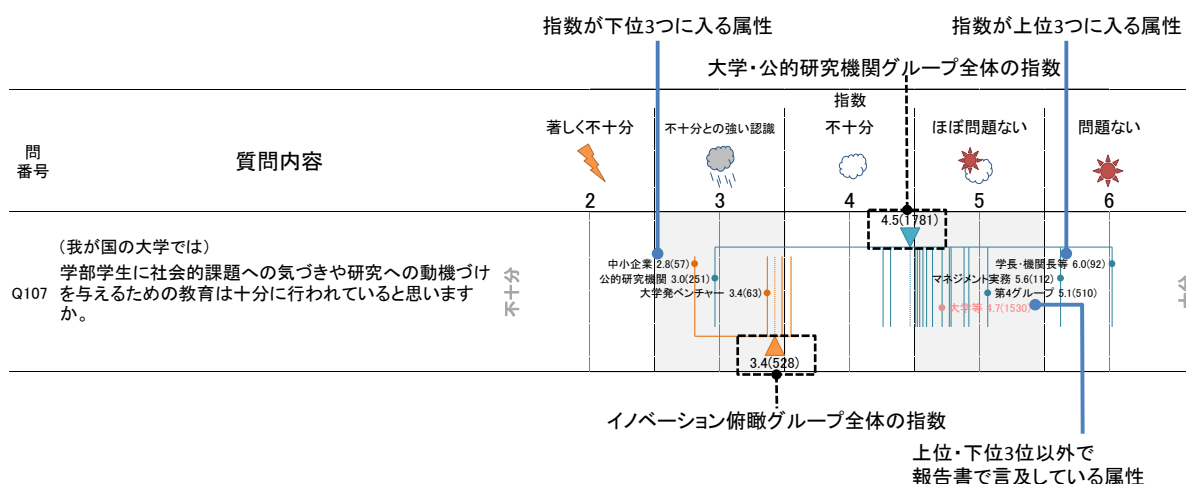 指数が下位3つに入る属性
指数が上位3つに入る属性
大学・公的研究機関グループ全体の指数
指数
著しく不十分
不十分との強い認識
不十分
ほぼ問題ない
問題ない
問
番号
質問内容
2
3
4
5
6
4.5(1781)
Q107
(我が国の大学では)
学部学生に社会的課題への気づきや研究への動機づけ
を与えるための教育は十分に行われていると思います
か。
不十分
中小企業 2.8(57)
公的研究機関 3.0(251)
大学発ベンチャー 3.4(63)
学長・機関長等 6.0(92)
マネジメント実務 5.6(112)
第4グループ 5.1(510)
大学等 4.7(1530)
十分
3.4(528)
イノベーション俯瞰グループ全体の指数
上位・下位3位以外で
報告書で言及している属性